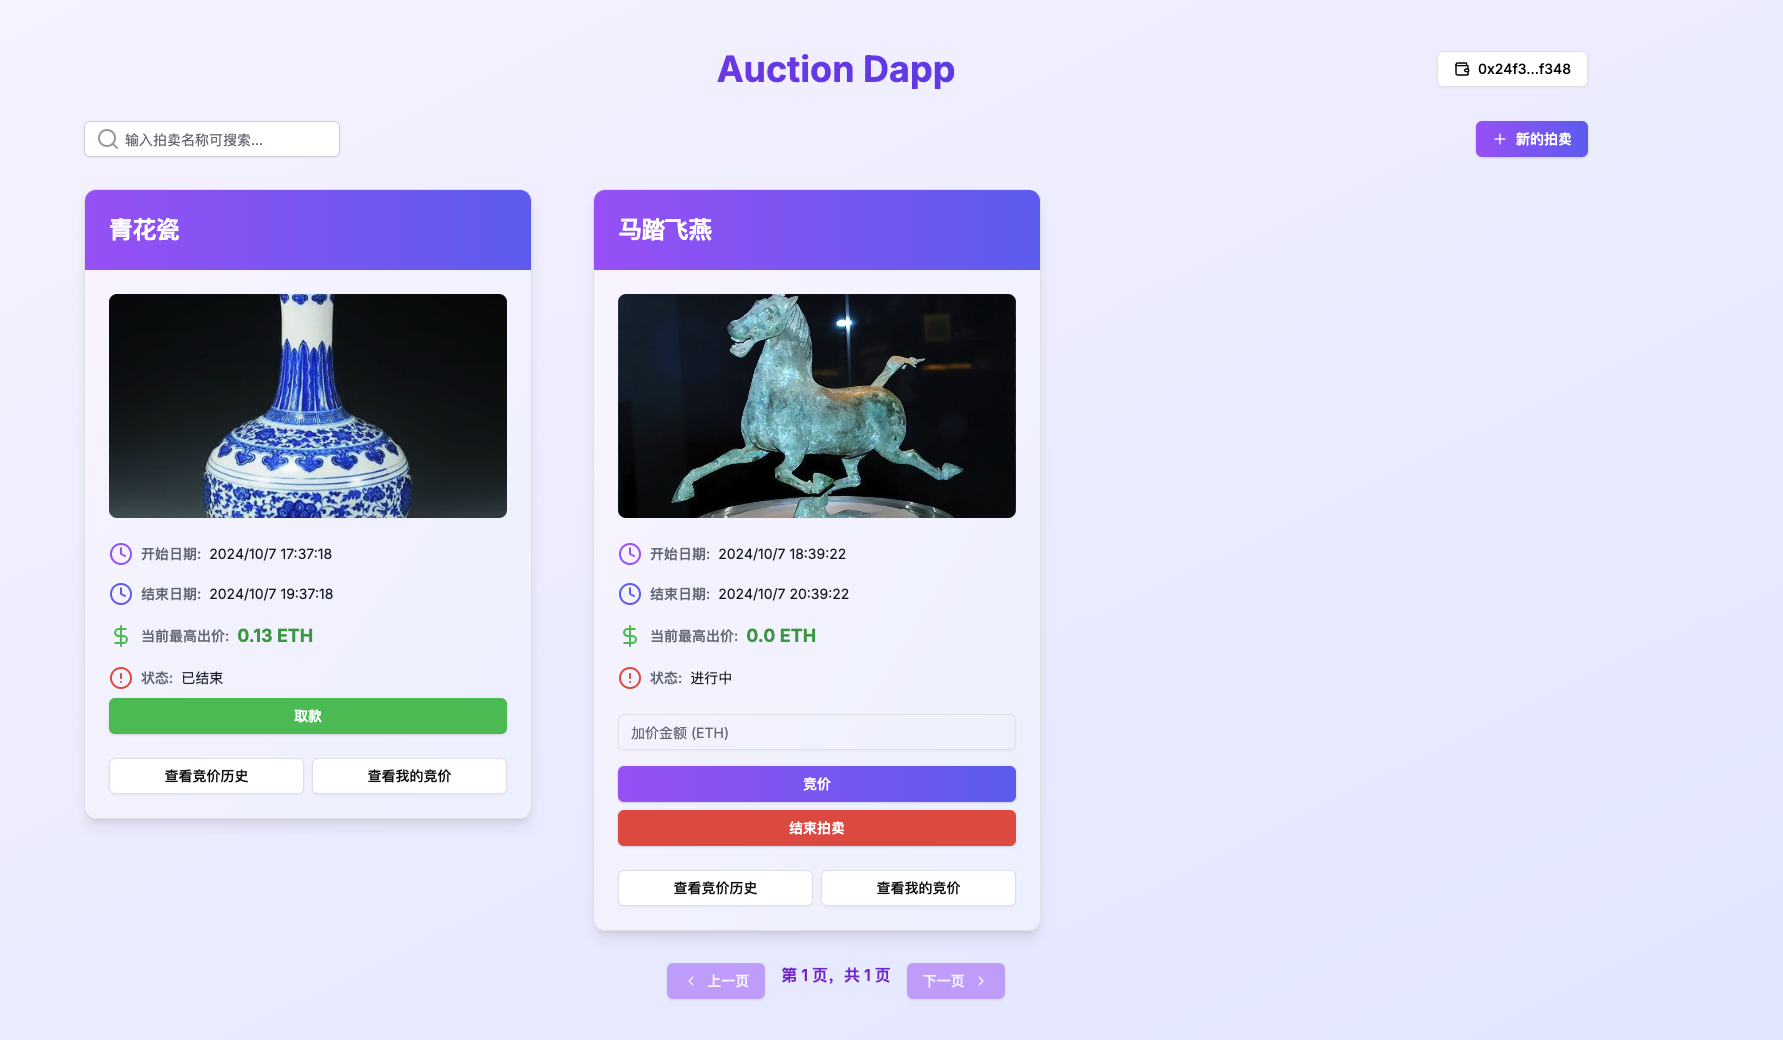 Auction Dapp
0x24f3...f348
输入拍卖名称可搜索...
新的拍卖
青花瓷
开始日期: 2024/10/7 17:37:18
结束日期: 2024/10/7 19:37:18
当前最高出价: 0.13 ETH
状态: 已结束
取款
查看竞价历史
查看我的竞价
马踏飞燕
开始日期: 2024/10/7 18:39:22
结束日期: 2024/10/7 20:39:22
当前最高出价: 0.0 ETH
状态: 进行中
加价金额 (ETH)
竞价
结束拍卖
查看竞价历史
查看我的竞价
上一页
第 1 页，共 1 页
下一页